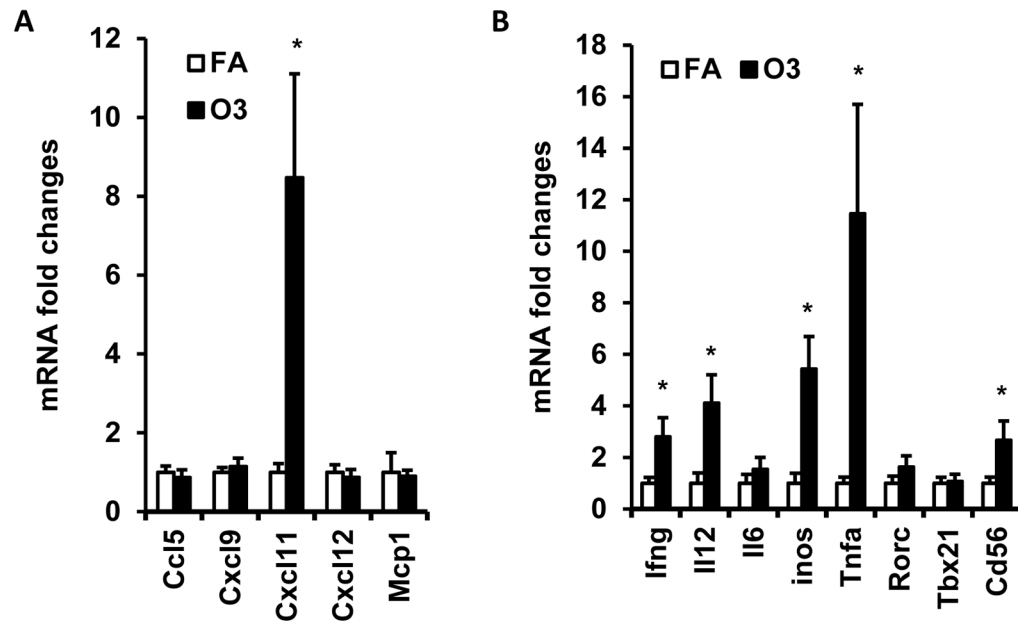 A
mRNA fold changes
12
10
8
6
4
2
0
FA
O3
*
Ccl5
Cxcl9
Cxcl11
Cxcl12
Mcp1
B
mRNA fold changes
18
16
14
12
10
8
6
4
2
0
FA O3
*
*
*
*
*
Ifng
Il12
Il6
inos
Tnfa
Rorc
Tbx21
Cd56